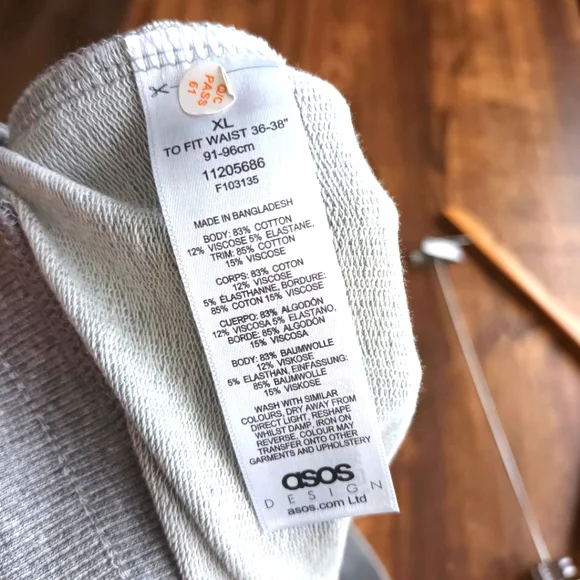 Q/C
PASS
61
XL
TO FIT WAIST 36-38"
91-96cm
11205686
F103135
MADE IN BANGLADESH
BODY: 83% COTTON
12% VISCOSE 5% ELASTANE,
TRIM: 85% COTTON
15% VISCOSE
CORPS: 83% COTON
12% VISCOSE
5% ÉLASTHANNE, BORDURE:
85% COTON 15% VISCOSE
CUERPO: 83% ALGODÓN
12% VISCOSA 5% ELASTANO,
BORDE: 85% ALGODÓN
15% VISCOSA
BODY: 83% BAUMWOLLE
12% VISKOSE
5% ELASTHAN, EINFASSUNG:
85% BAUMWOLLE
15% VISKOSE
WASH WITH SIMILAR
COLOURS, DRY AWAY FROM
DIRECT LIGHT, RESHAPE
WHILST DAMP, IRON ON
REVERSE. COLOUR MAY
TRANSFER ONTO OTHER
GARMENTS AND UPHOLSTERY
asos
DESIGN
asos.com Ltd